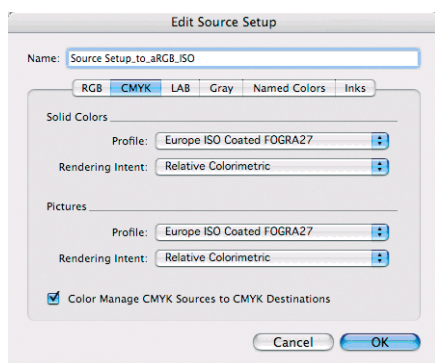 Edit Source Setup
Name: Source Setup_to_aRGB_ISO
RGB CMYK LAB Gray Named Colors Inks
Solid Colors
Profile: Europe ISO Coated FOGRA27
Rendering Intent: Relative Colorimetric
Pictures
Profile: Europe ISO Coated FOGRA27
Rendering Intent: Relative Colorimetric
Color Manage CMYK Sources to CMYK Destinations
Cancel OK